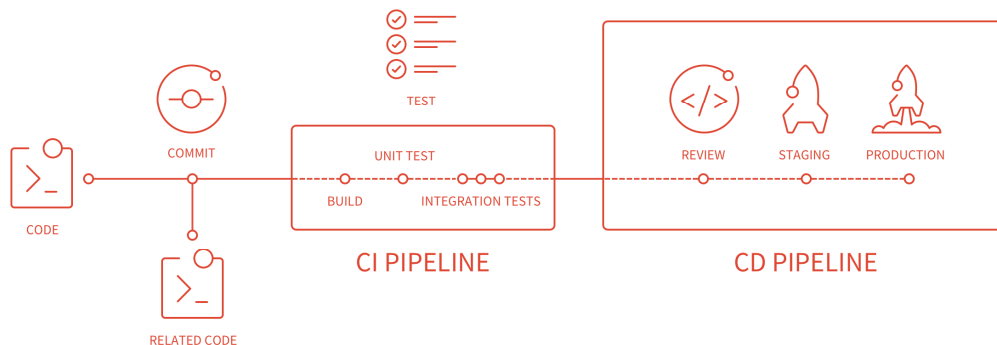 TEST
COMMIT
UNIT TEST
REVIEW
STAGING
PRODUCTION
CODE
BUILD
INTEGRATION TESTS
CI PIPELINE
CD PIPELINE
RELATED CODE